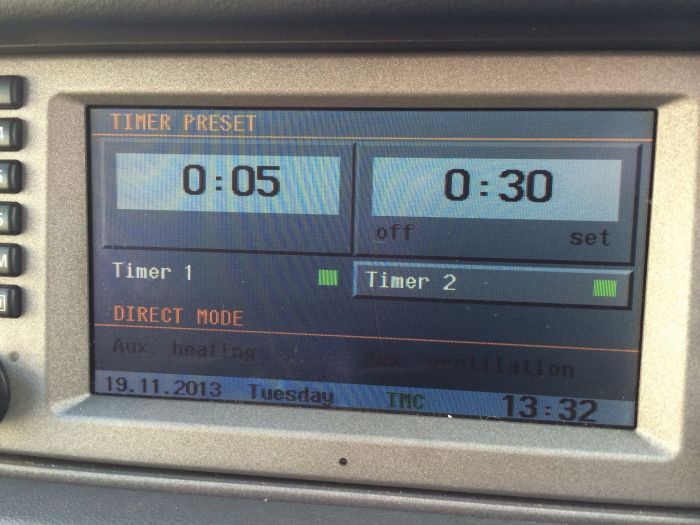 TIMER PRESET
0:05 0:30
off set
Timer 1 Timer 2
DIRECT MODE
Aux. heating Aux. ventilation
19.11.2013 Tuesday TMC 13:32